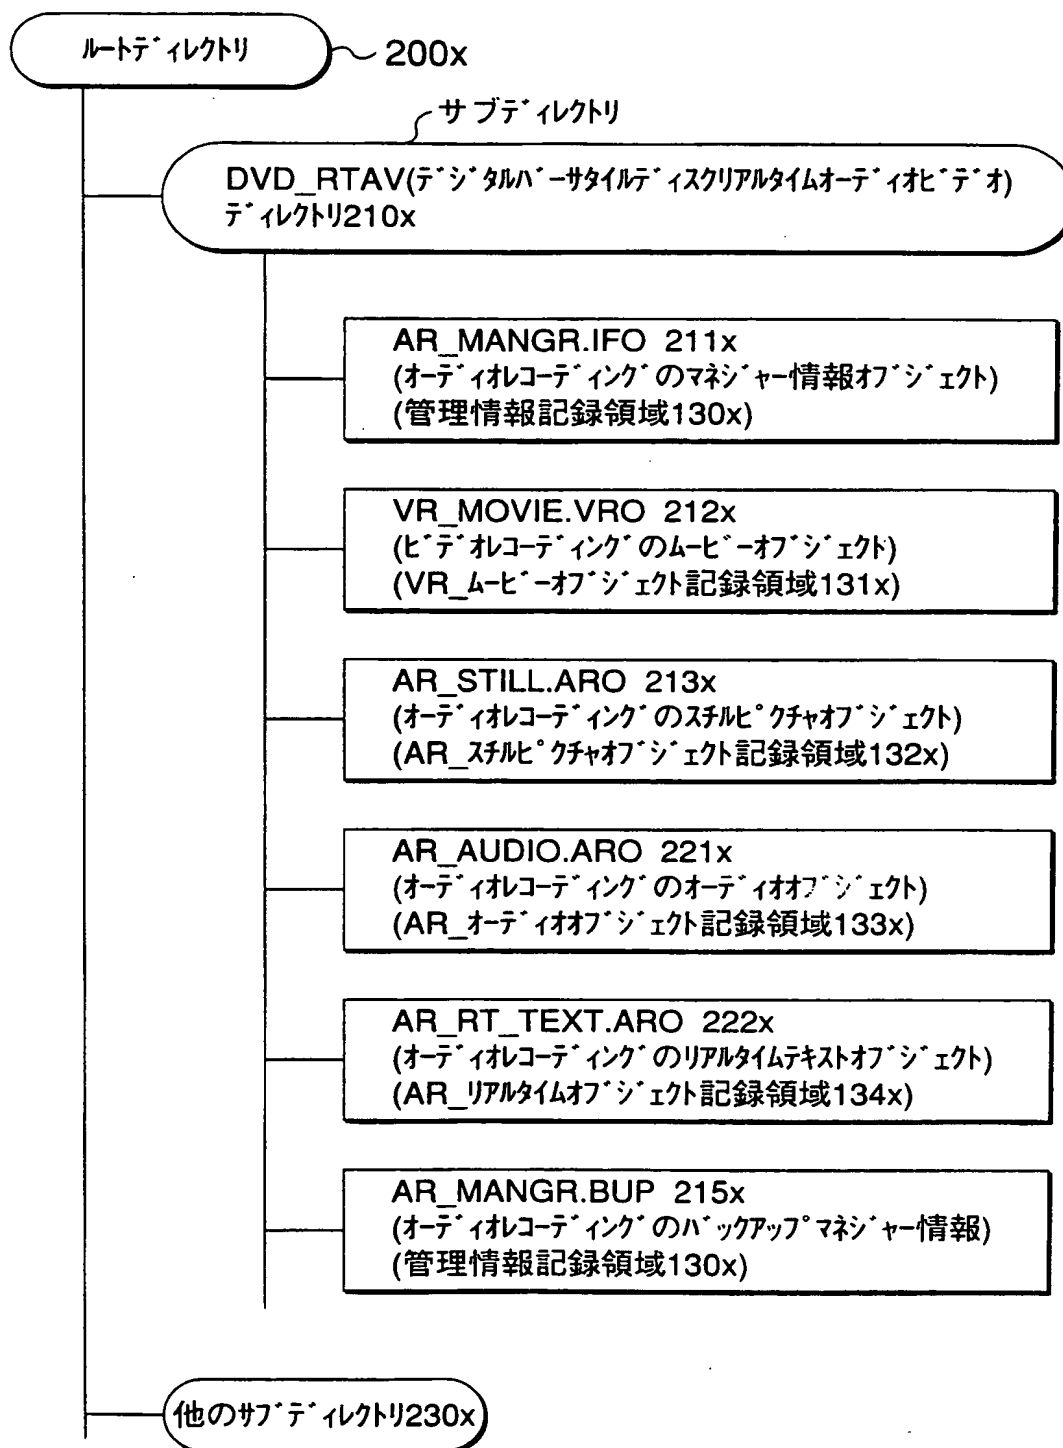 ルートディレクトリ
200x
サブディレクトリ
DVD_RTAV(デジタルバーサタイルディスクリアルタイムオーディオビデオ)
ディレクトリ210x
AR_MANGR.IFO 211x
(オーディオレコーディングのマネジャー情報オブジェクト)
(管理情報記録領域130x)
VR_MOVIE.VRO 212x
(ビデオレコーディングのムービーオブジェクト)
(VR_ムービーオブジェクト記録領域131x)
AR_STILL.ARO 213x
(オーディオレコーディングのスチルピクチャオブジェクト)
(AR_スチルピクチャオブジェクト記録領域132x)
AR_AUDIO.ARO 221x
(オーディオレコーディングのオーディオオブジェクト)
(AR_オーディオオブジェクト記録領域133x)
AR_RT_TEXT.ARO 222x
(オーディオレコーディングのリアルタイムテキストオブジェクト)
(AR_リアルタイムオブジェクト記録領域134x)
AR_MANGR.BUP 215x
(オーディオレコーディングのバックアップマネジャー情報)
(管理情報記録領域130x)
他のサブディレクトリ230x